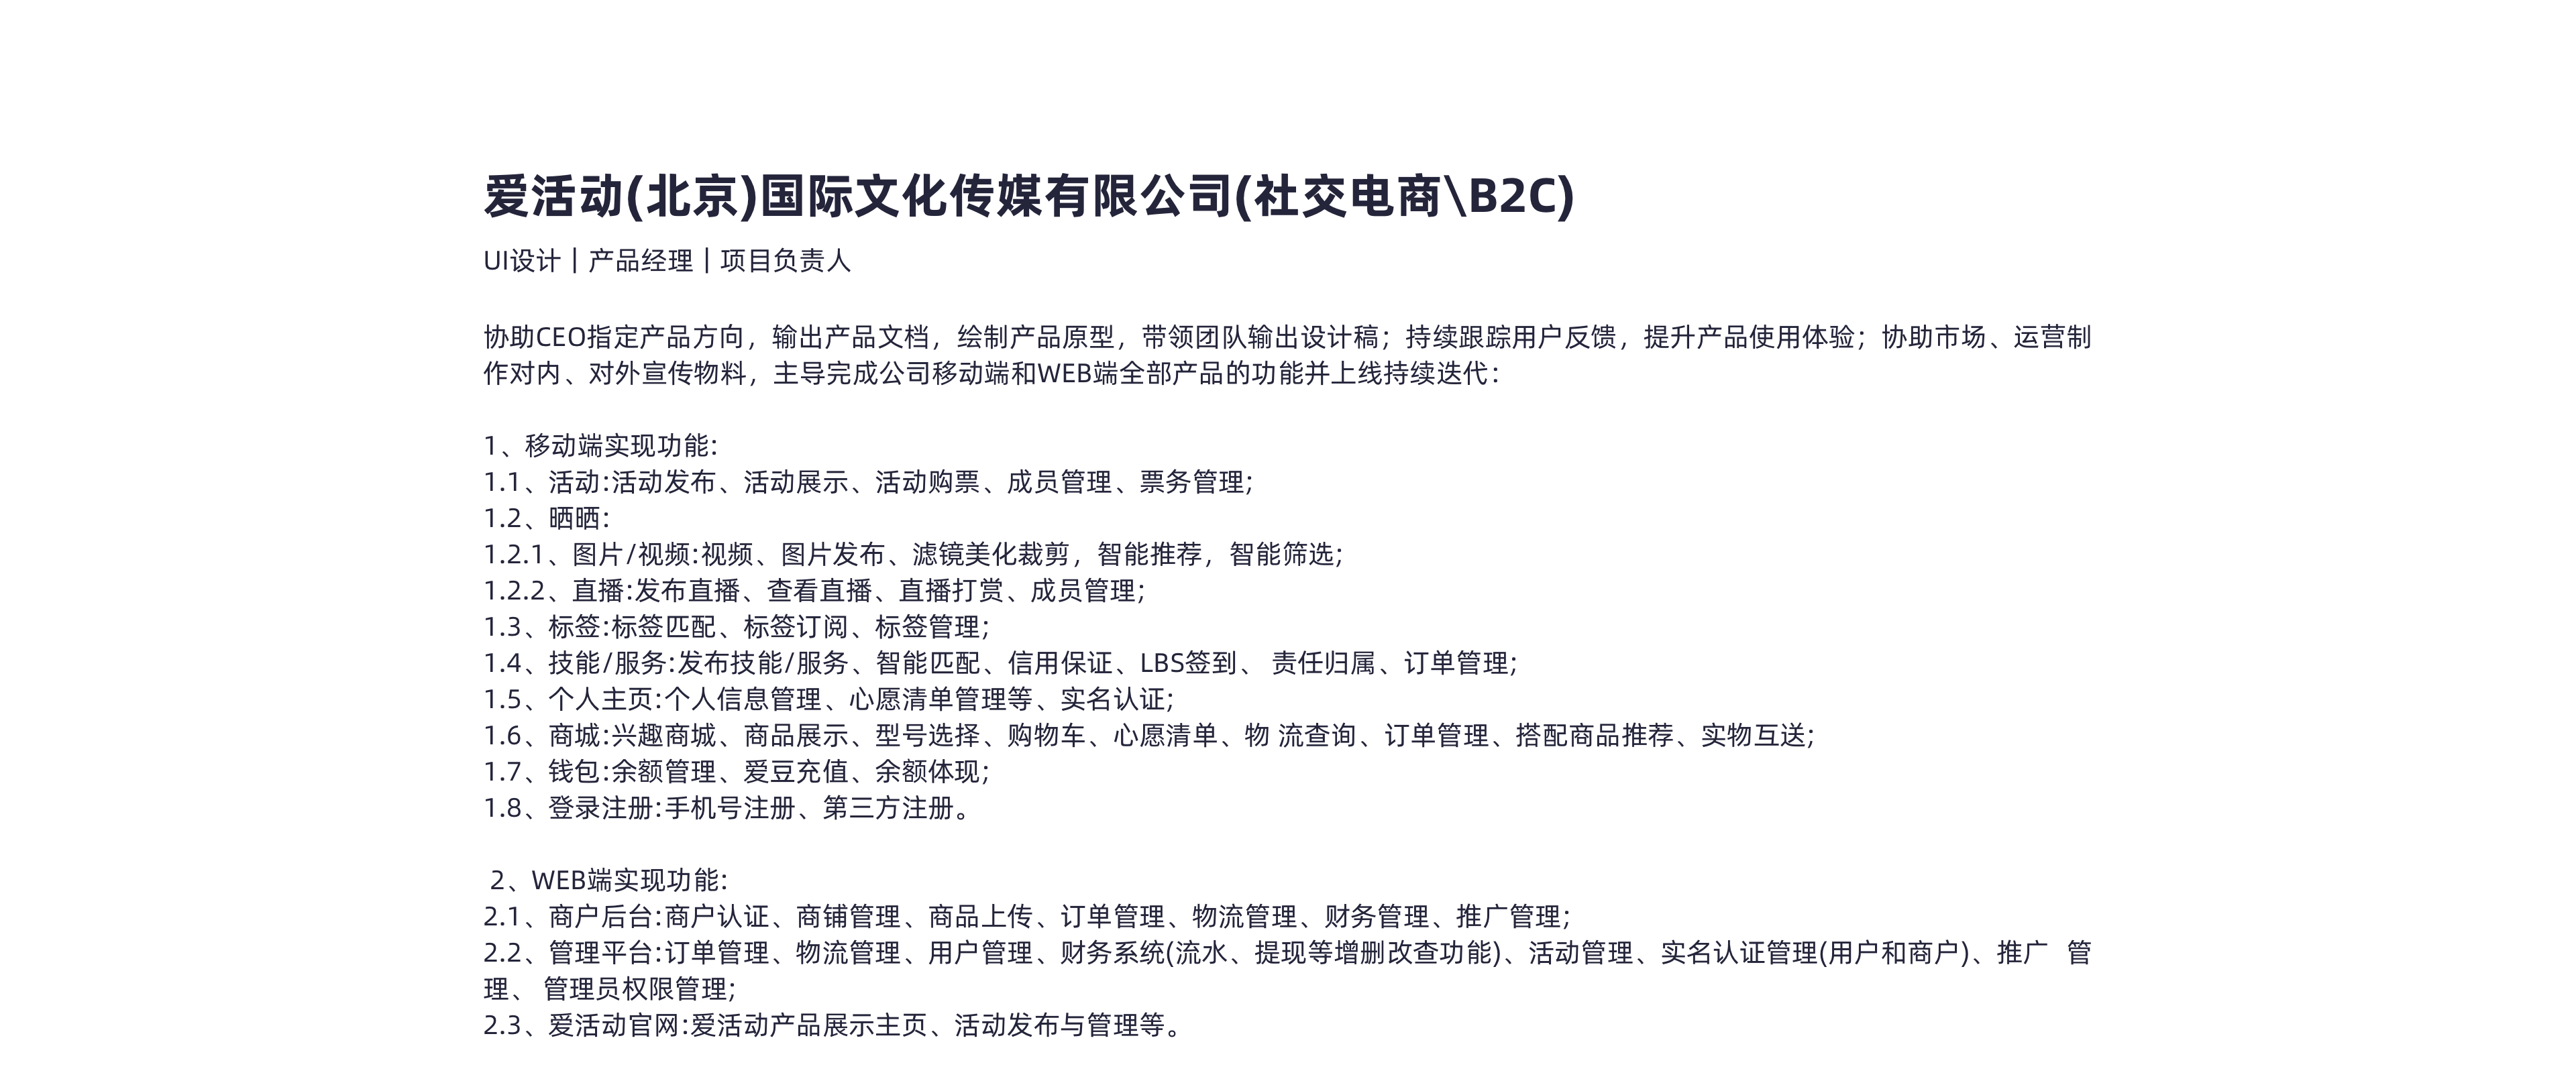 爱活动(北京)国际文化传媒有限公司(社交电商\B2C)
UI设计 | 产品经理 | 项目负责人
协助CEO指定产品方向，输出产品文档，绘制产品原型，带领团队输出设计稿；持续跟踪用户反馈，提升产品使用体验；协助市场、运营制
作对内、对外宣传物料，主导完成公司移动端和WEB端全部产品的功能并上线持续迭代：
1、移动端实现功能:
1.1、活动:活动发布、活动展示、活动购票、成员管理、票务管理;
1.2、晒晒:
1.2.1、图片/视频:视频、图片发布、滤镜美化裁剪，智能推荐，智能筛选;
1.2.2、直播:发布直播、查看直播、直播打赏、成员管理;
1.3、标签:标签匹配、标签订阅、标签管理;
1.4、技能/服务:发布技能/服务、智能匹配、信用保证、LBS签到、 责任归属、订单管理;
1.5、个人主页:个人信息管理、心愿清单管理等、实名认证;
1.6、商城:兴趣商城、商品展示、型号选择、购物车、心愿清单、物 流查询、订单管理、搭配商品推荐、实物互送;
1.7、钱包:余额管理、爱豆充值、余额体现;
1.8、登录注册:手机号注册、第三方注册。
2、WEB端实现功能:
2.1、商户后台:商户认证、商铺管理、商品上传、订单管理、物流管理、财务管理、推广管理;
2.2、管理平台:订单管理、物流管理、用户管理、财务系统(流水、提现等增删改查功能)、活动管理、实名认证管理(用户和商户)、推广  管
理、 管理员权限管理;
2.3、爱活动官网:爱活动产品展示主页、活动发布与管理等。